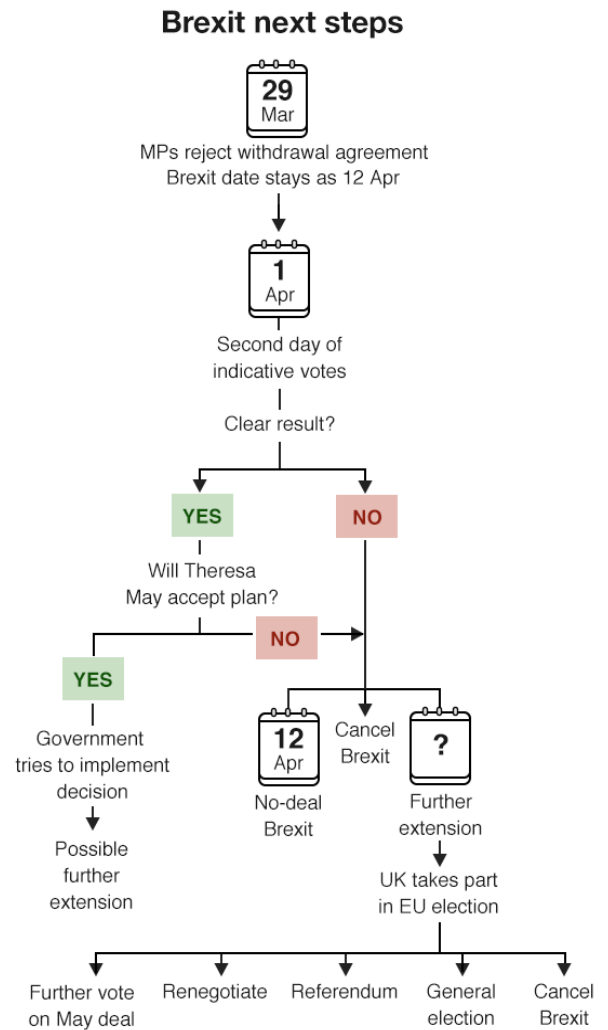 Brexit next steps
29
Mar
MPs reject withdrawal agreement
Brexit date stays as 12 Apr
1
Apr
Second day of
indicative votes
Clear result?
YES
NO
Will Theresa
May accept plan?
NO
YES
Government
tries to implement
decision
Possible
further
extension
12
Apr
No-deal
Brexit
Cancel
Brexit
?
Further
extension
UK takes part
in EU election
Further vote
on May deal
Renegotiate
Referendum
General
election
Cancel
Brexit